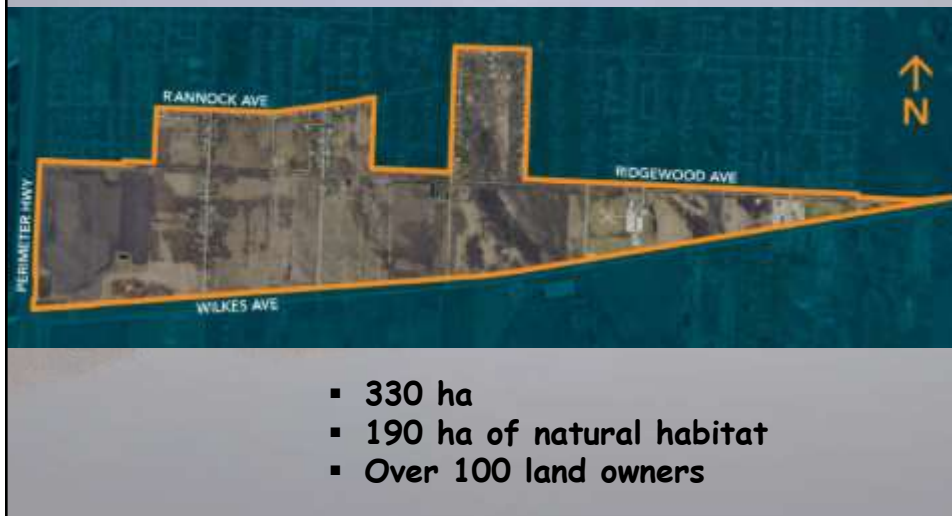 N
RANNOCK AVE
RIDGEWOOD AVE
PERIMETER HWY
WILKES AVE
▪ 330 ha
▪ 190 ha of natural habitat
▪ Over 100 land owners